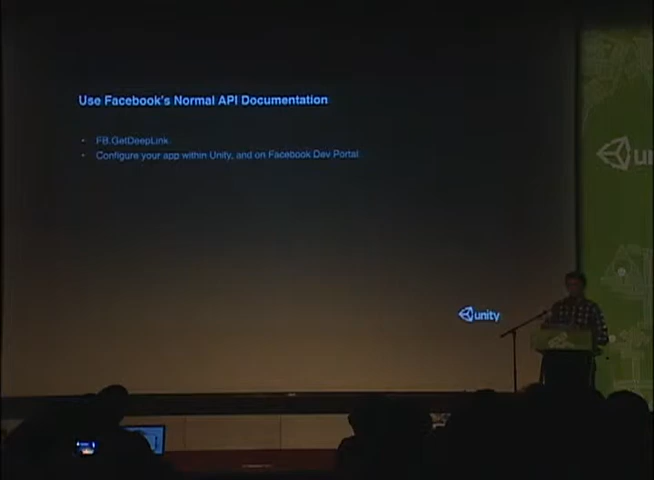 Use Facebook's Normal API Documentation
• FB.GetDeepLink
• Configure your app within Unity, and on Facebook Dev Portal
unity